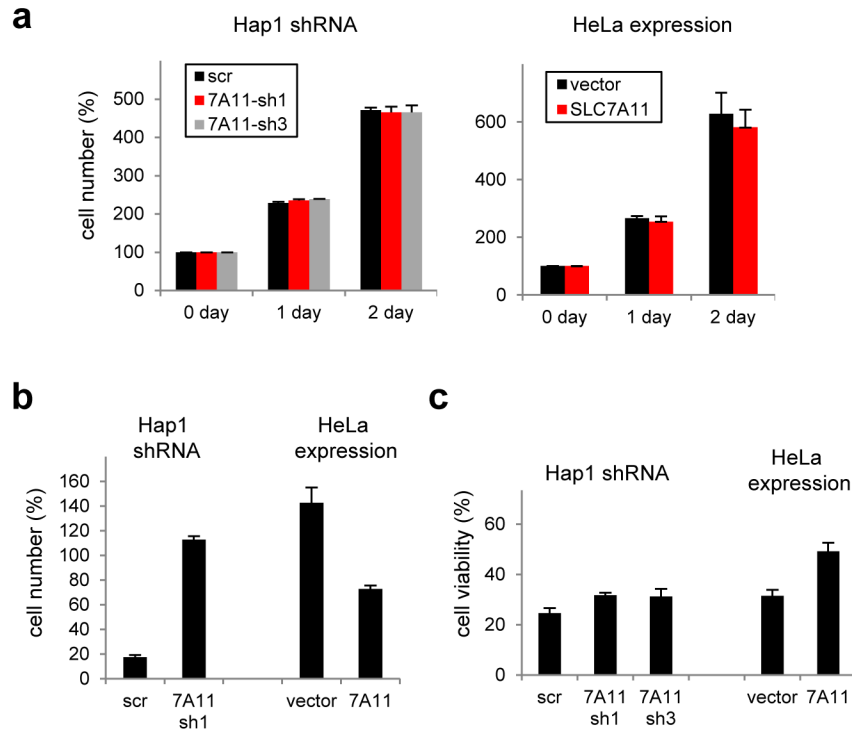 a
Hap1 shRNA
HeLa expression
cell number (%)
500
400
300
200
100
0
scr
7A11-sh1
7A11-sh3
0 day
1 day
2 day
600
400
200
0
vector
SLC7A11
0 day
1 day
2 day
b
Hap1
shRNA
HeLa
expression
cell number (%)
160
140
120
100
80
60
40
20
0
scr
7A11
sh1
vector
7A11
c
Hap1 shRNA
HeLa
expression
cell viability (%)
60
40
20
0
scr
7A11
sh1
7A11
sh3
vector
7A11